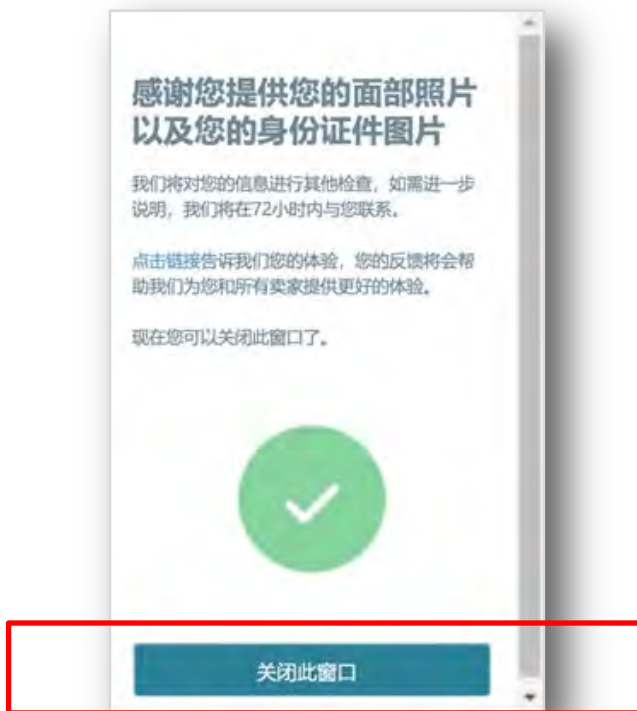 感谢您提供您的面部照片
以及您的身份证件图片
我们将对您的信息进行其他检查，如需进一步
说明，我们将在72小时内与您联系。
点击链接告诉我们您的体验，您的反馈将会帮
助我们为您和所有卖家提供更好的体验。
现在您可以关闭此窗口了。
关闭此窗口